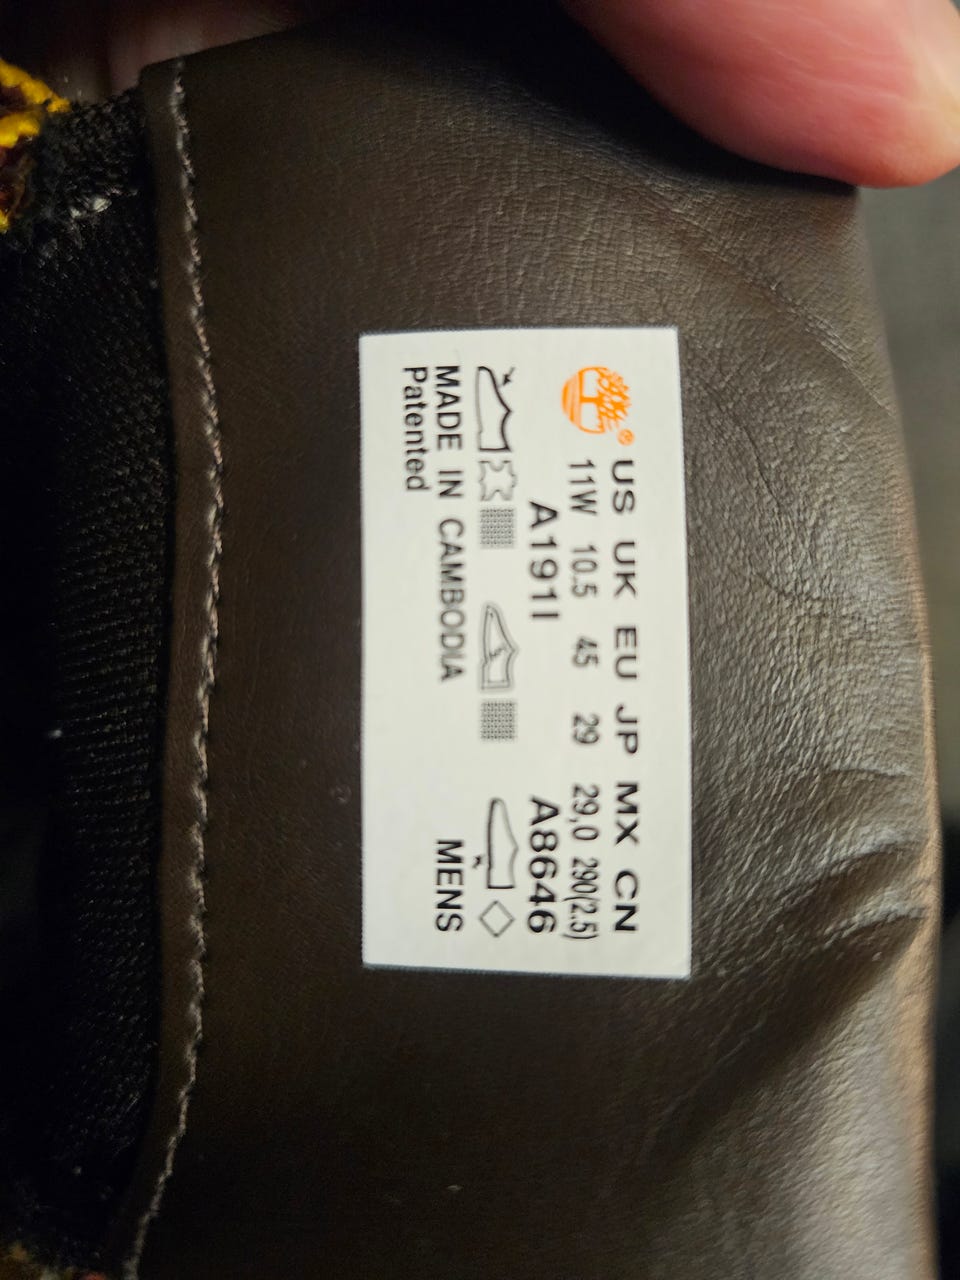 ® US UK EU JP MX CN
11W 10.5 45 29 29,0 290(2.5)
A191I A8646
MADE IN CAMBODIA MENS
Patented